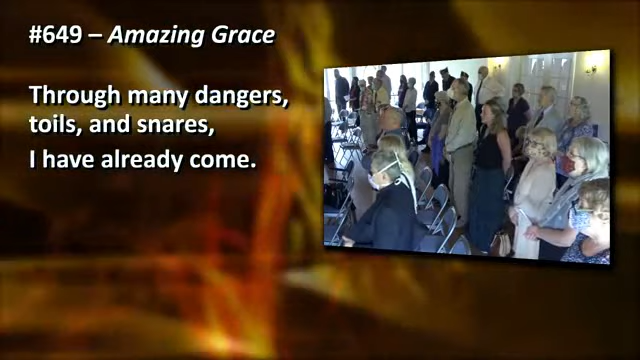 #649 – Amazing Grace
Through many dangers,
toils, and snares,
I have already come.